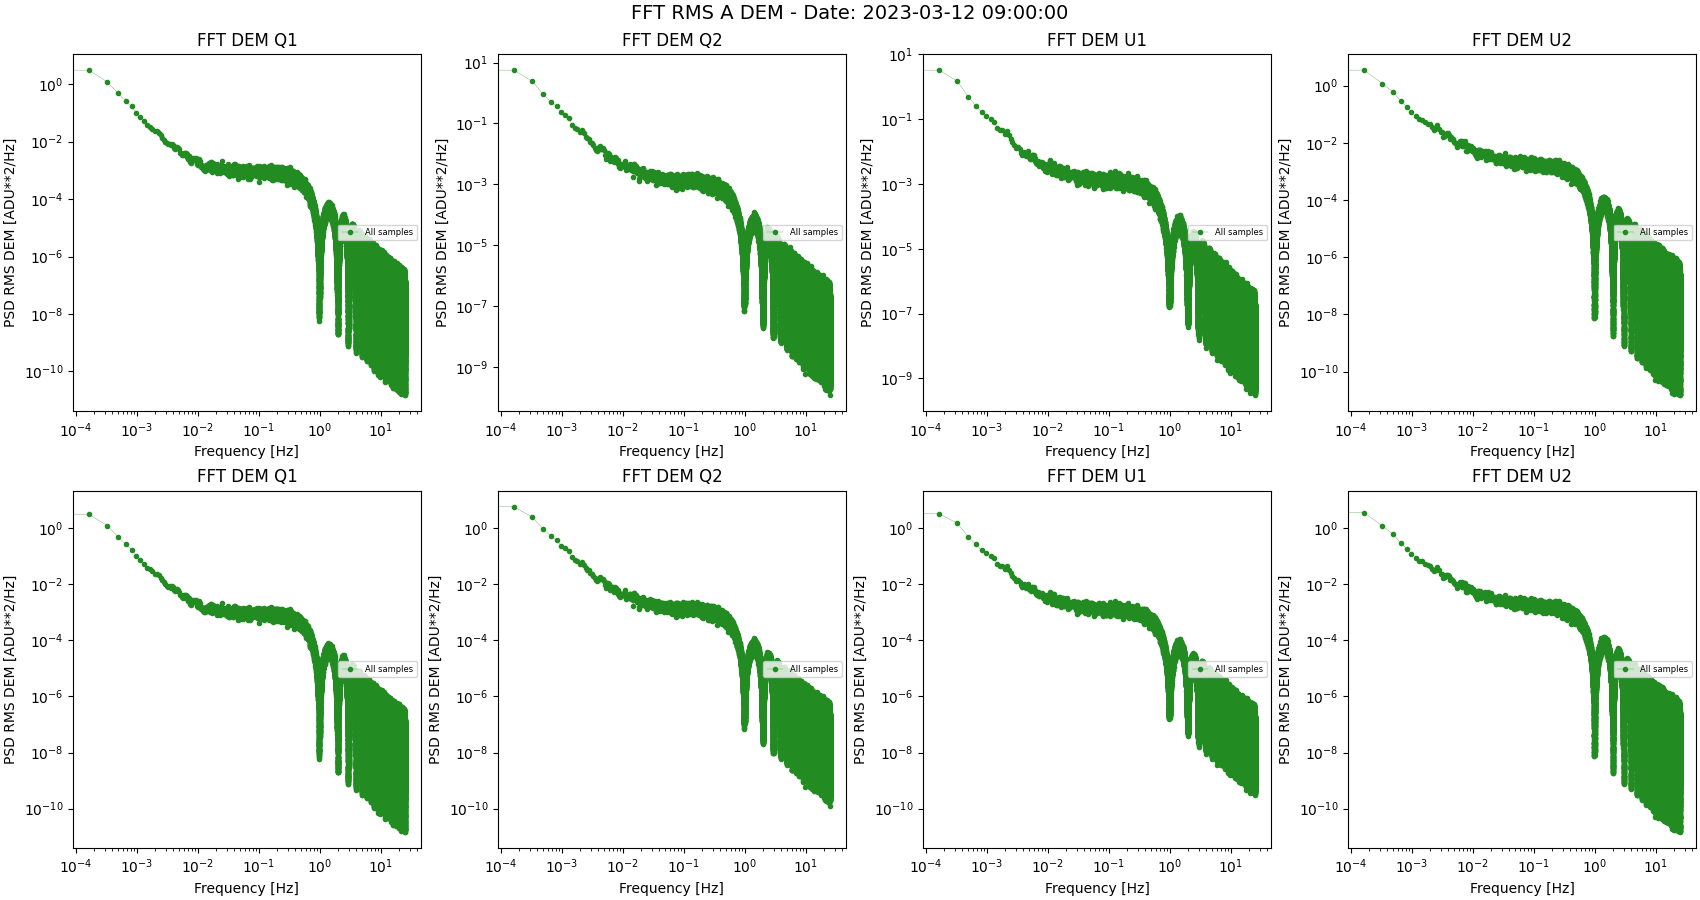 FFT RMS A DEM - Date: 2023-03-12 09:00:00
FFT DEM Q1
PSD RMS DEM [ADU**2/Hz]
10^0
10^-2
10^-4
10^-6
10^-8
10^-10
All samples
10^-4 10^-3 10^-2 10^-1 10^0 10^1
Frequency [Hz]
FFT DEM Q2
PSD RMS DEM [ADU**2/Hz]
10^1
10^-1
10^-3
10^-5
10^-7
10^-9
All samples
10^-4 10^-3 10^-2 10^-1 10^0 10^1
Frequency [Hz]
FFT DEM U1
PSD RMS DEM [ADU**2/Hz]
10^1
10^-1
10^-3
10^-5
10^-7
10^-9
All samples
10^-4 10^-3 10^-2 10^-1 10^0 10^1
Frequency [Hz]
FFT DEM U2
PSD RMS DEM [ADU**2/Hz]
10^0
10^-2
10^-4
10^-6
10^-8
10^-10
All samples
10^-4 10^-3 10^-2 10^-1 10^0 10^1
Frequency [Hz]
FFT DEM Q1
PSD RMS DEM [ADU**2/Hz]
10^0
10^-2
10^-4
10^-6
10^-8
10^-10
All samples
10^-4 10^-3 10^-2 10^-1 10^0 10^1
Frequency [Hz]
FFT DEM Q2
PSD RMS DEM [ADU**2/Hz]
10^0
10^-2
10^-4
10^-6
10^-8
10^-10
All samples
10^-4 10^-3 10^-2 10^-1 10^0 10^1
Frequency [Hz]
FFT DEM U1
PSD RMS DEM [ADU**2/Hz]
10^0
10^-2
10^-4
10^-6
10^-8
10^-10
All samples
10^-4 10^-3 10^-2 10^-1 10^0 10^1
Frequency [Hz]
FFT DEM U2
PSD RMS DEM [ADU**2/Hz]
10^0
10^-2
10^-4
10^-6
10^-8
10^-10
All samples
10^-4 10^-3 10^-2 10^-1 10^0 10^1
Frequency [Hz]